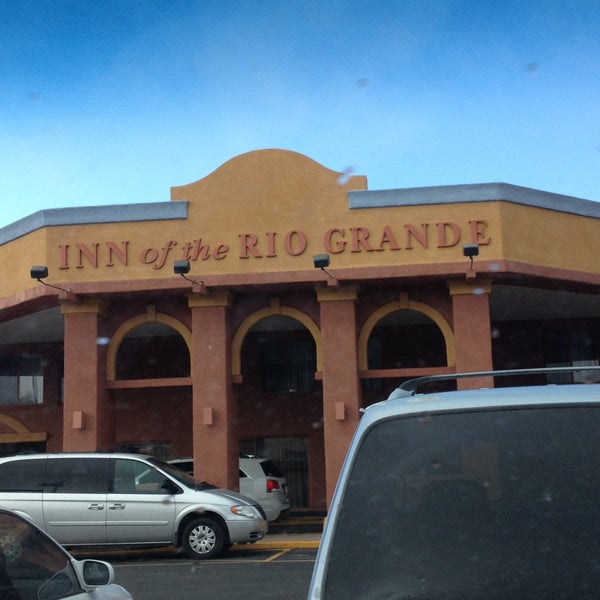 INN of the RIO GRANDE